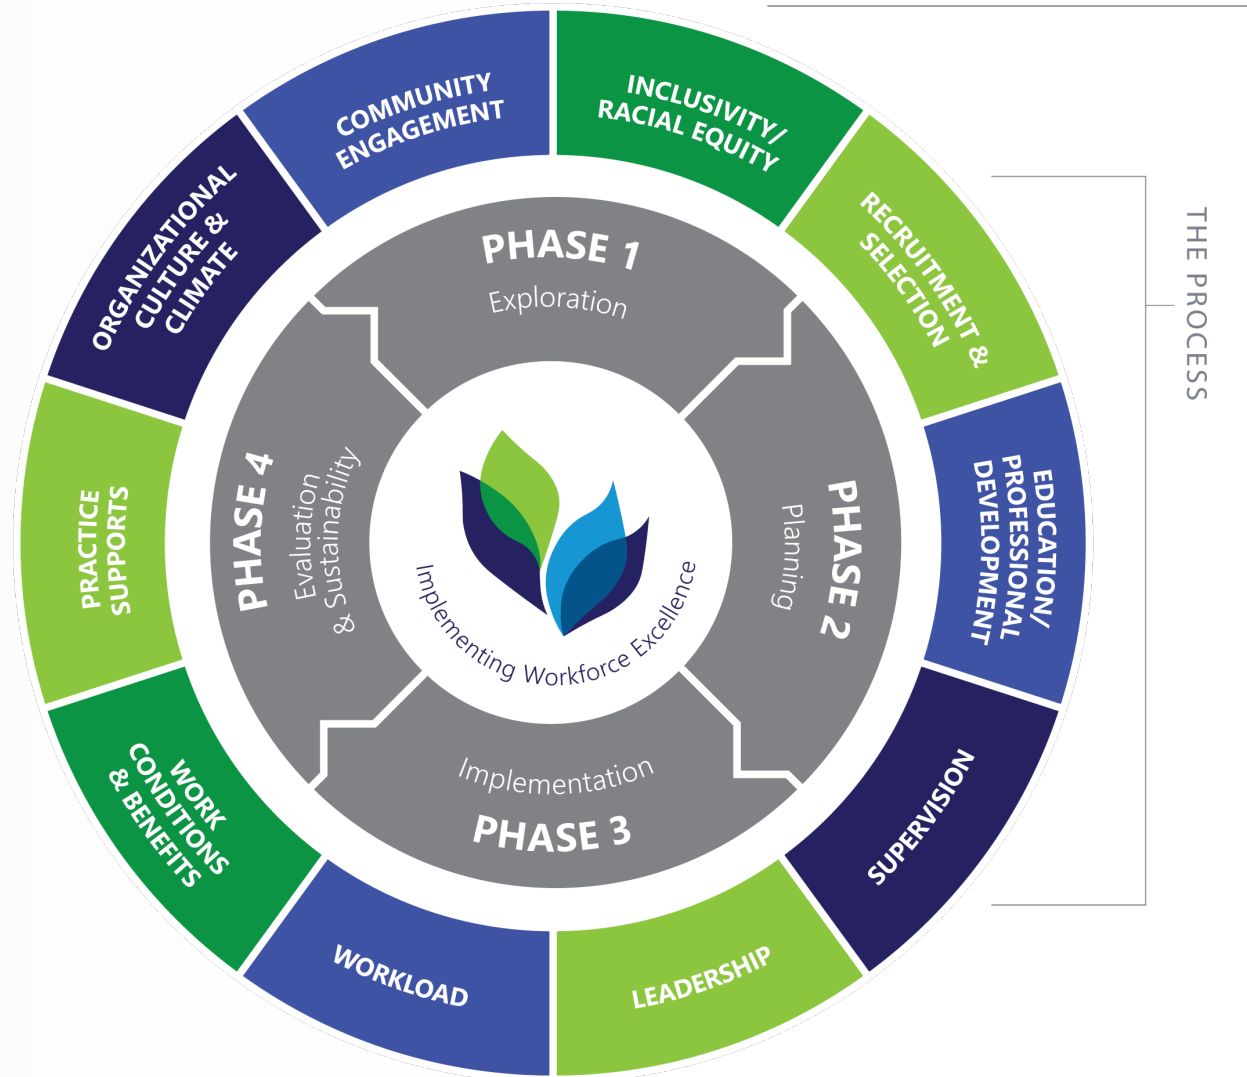 INCLUSIVITY/
RACIAL EQUITY
RECRUITMENT &
SELECTION
EDUCATION/
PROFESSIONAL
DEVELOPMENT
SUPERVISION
LEADERSHIP
WORKLOAD
WORK
CONDITIONS
& BENEFITS
PRACTICE
SUPPORTS
ORGANIZATIONAL
CULTURE &
CLIMATE
COMMUNITY
ENGAGEMENT
PHASE 1
Exploration
PHASE 2
Planning
Implementation
PHASE 3
PHASE 4
Evaluation
& Sustainability
Implementing Workforce Excellence
THE PROCESS